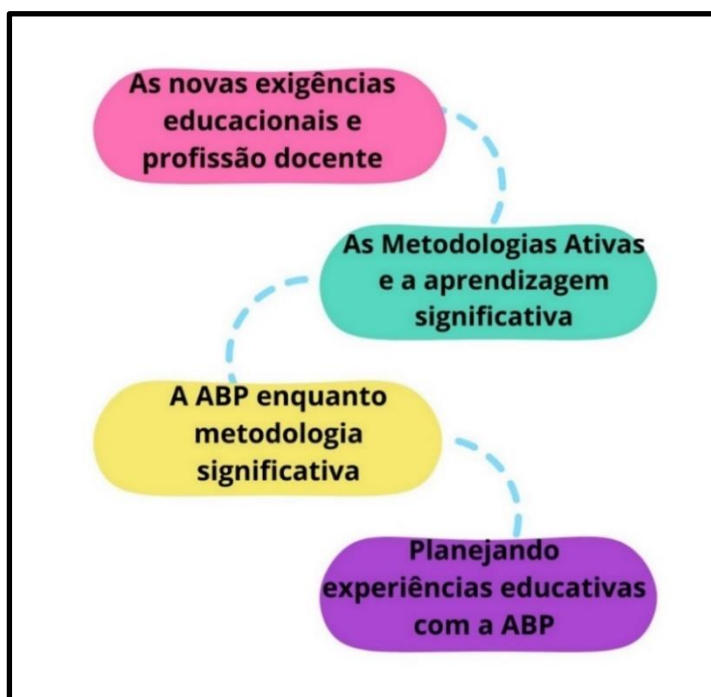 As novas exigências
educacionais e
profissão docente
As Metodologias Ativas
e a aprendizagem
significativa
A ABP enquanto
metodologia
significativa
Planejando
experiências educativas
com a ABP